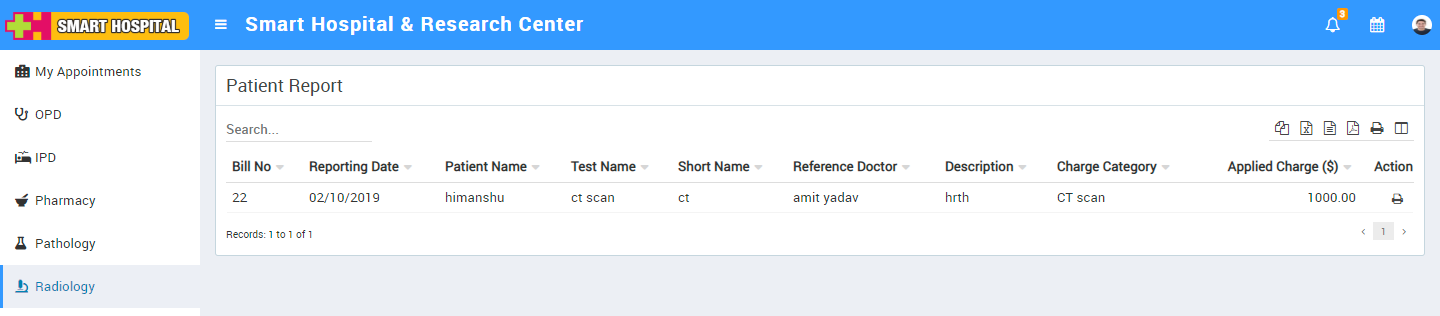 SMART HOSPITAL
Smart Hospital & Research Center
3
My Appointments
OPD
IPD
Pharmacy
Pathology
Radiology
Patient Report
Search...
Bill No Reporting Date Patient Name Test Name Short Name Reference Doctor Description Charge Category Applied Charge ($) Action
22 02/10/2019 himanshu ct scan ct amit yadav hrth CT scan 1000.00
Records: 1 to 1 of 1
1